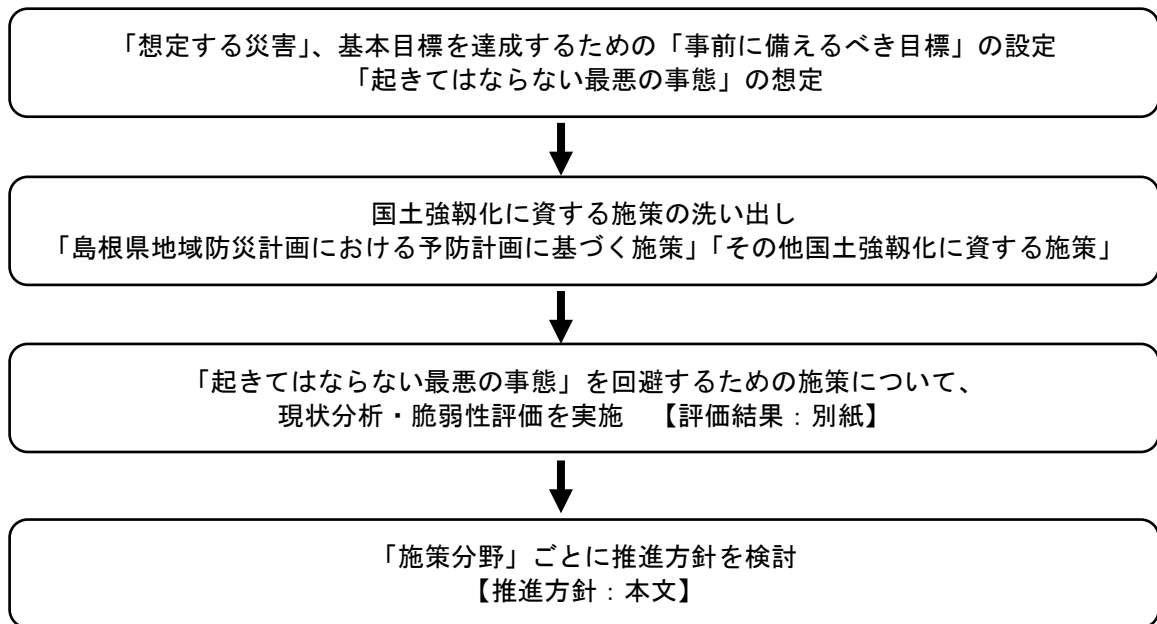 「想定する災害」、基本目標を達成するための「事前に備えるべき目標」の設定
「起きてはならない最悪の事態」の想定
国土強靱化に資する施策の洗い出し
「島根県地域防災計画における予防計画に基づく施策」「その他国土強靱化に資する施策」
「起きてはならない最悪の事態」を回避するための施策について、
現状分析・脆弱性評価を実施　【評価結果：別紙】
「施策分野」ごとに推進方針を検討
【推進方針：本文】